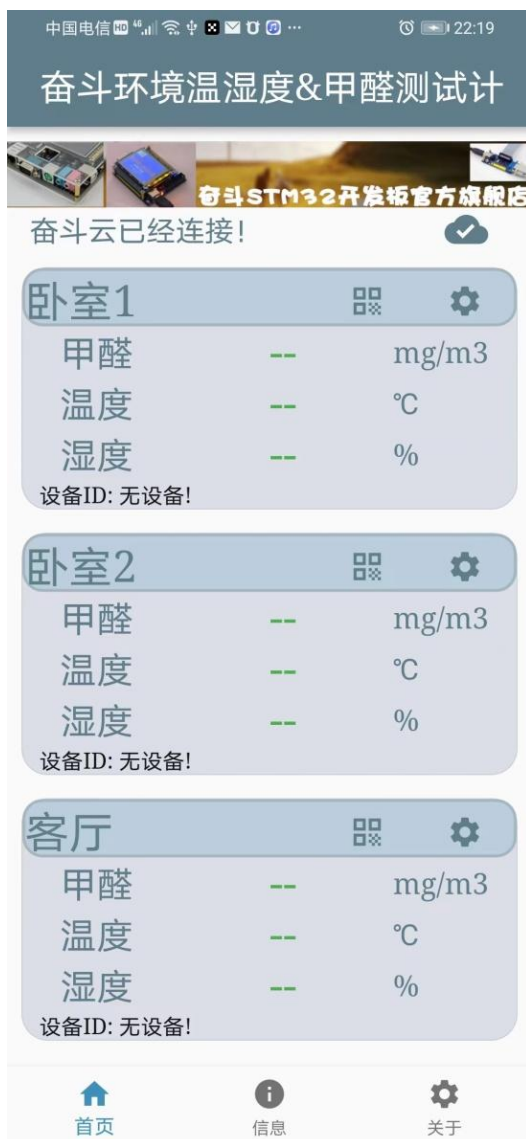 中国电信 HD 46 22:19
奋斗环境温湿度&甲醛测试计
奋斗STM32开发板官方旗舰店
奋斗云已经连接!
卧室1
甲醛 -- mg/m3
温度 -- ℃
湿度 -- %
设备ID: 无设备!
卧室2
甲醛 -- mg/m3
温度 -- ℃
湿度 -- %
设备ID: 无设备!
客厅
甲醛 -- mg/m3
温度 -- ℃
湿度 -- %
设备ID: 无设备!
首页 信息 关于